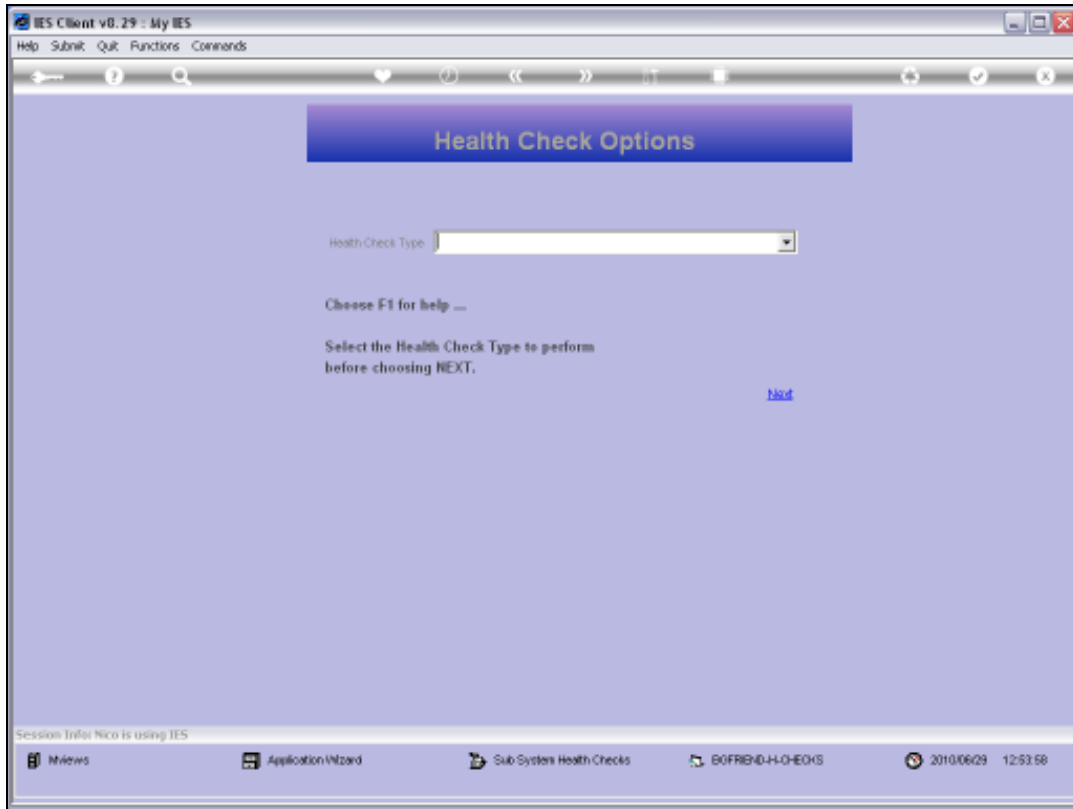 IES Client v8.29 : My IES
Help Submit Quit Functions Commands
Health Check Options
Health Check Type
Choose F1 for help ...
Select the Health Check Type to perform
before choosing NEXT.
Next
Session Info: Nico is using IES
Mviews Application Wizard Sub System Health Checks BOFRIEND-H-CHECKS 2010/06/29 12:53:58